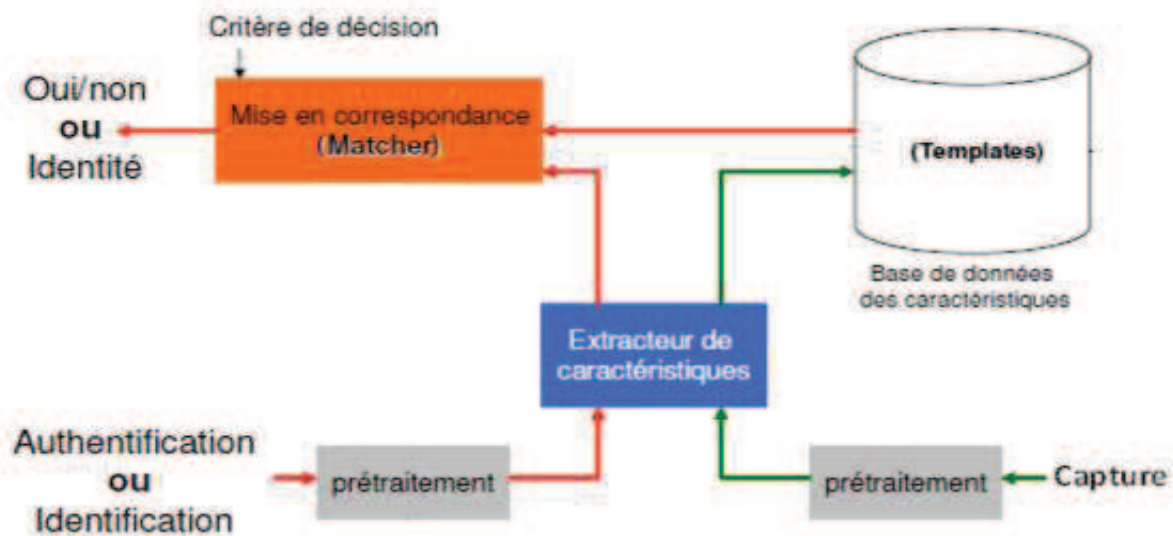 Critère de décision
Oui/non
ou
Identité
Mise en correspondance
(Matcher)
(Templates)
Base de données
des caractéristiques
Extracteur de
caractéristiques
Authentification
ou
Identification
prétraitement
prétraitement
Capture